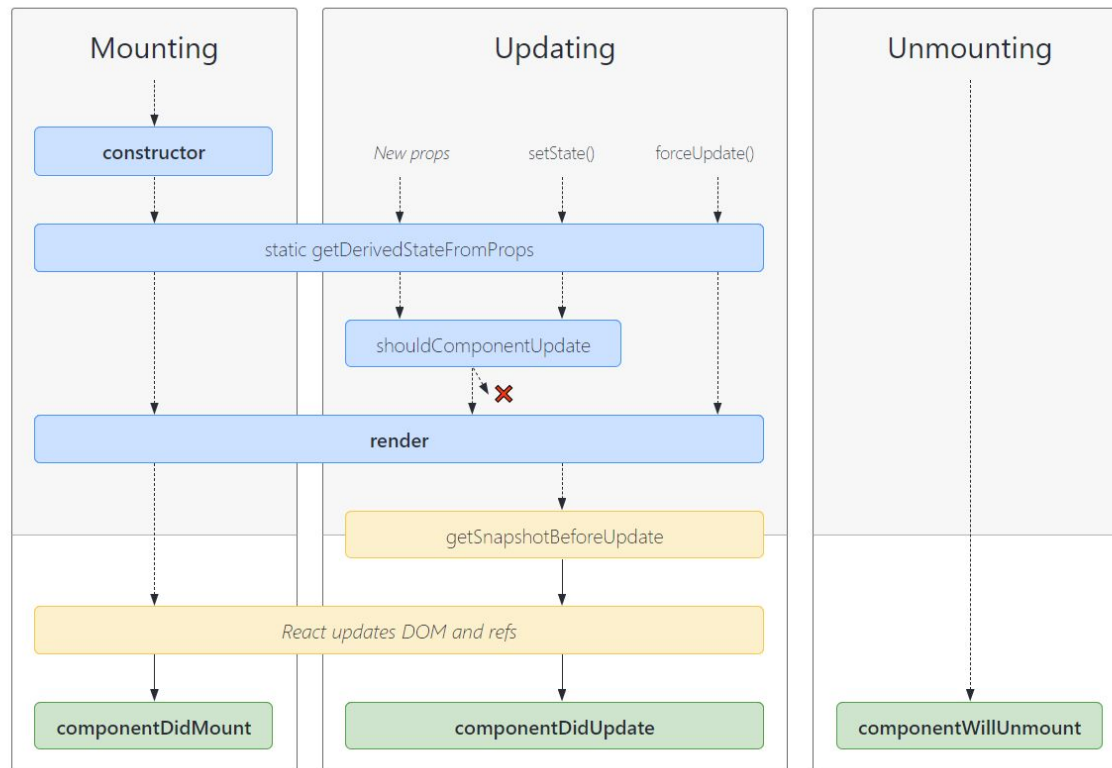 Mounting
Updating
Unmounting
constructor
New props
setState()
forceUpdate()
static getDerivedStateFromProps
shouldComponentUpdate
render
getSnapshotBeforeUpdate
React updates DOM and refs
componentDidMount
componentDidUpdate
componentWillUnmount